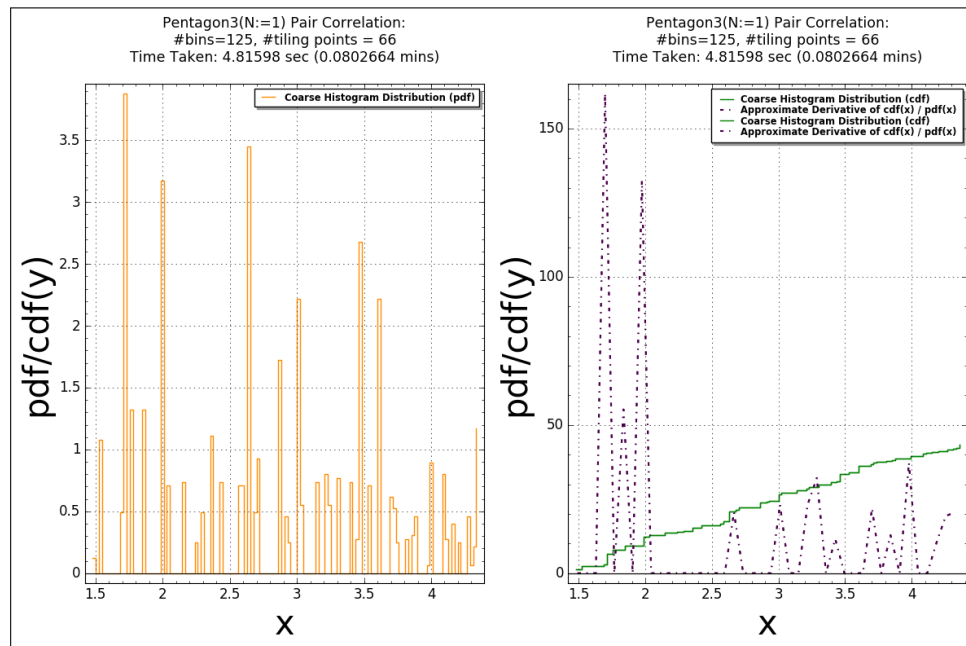 Pentagon3(N:=1) Pair Correlation:
#bins=125, #tiling points = 66
Time Taken: 4.81598 sec (0.0802664 mins)
Coarse Histogram Distribution (pdf)
3.5
3
2.5
2
1.5
1
0.5
0
1.5
2
2.5
3
3.5
4
pdf/cdf(y)
x
Pentagon3(N:=1) Pair Correlation:
#bins=125, #tiling points = 66
Time Taken: 4.81598 sec (0.0802664 mins)
Coarse Histogram Distribution (cdf)
Approximate Derivative of cdf(x) / pdf(x)
Coarse Histogram Distribution (cdf)
Approximate Derivative of cdf(x) / pdf(x)
150
100
50
0
1.5
2
2.5
3
3.5
4
pdf/cdf(y)
x